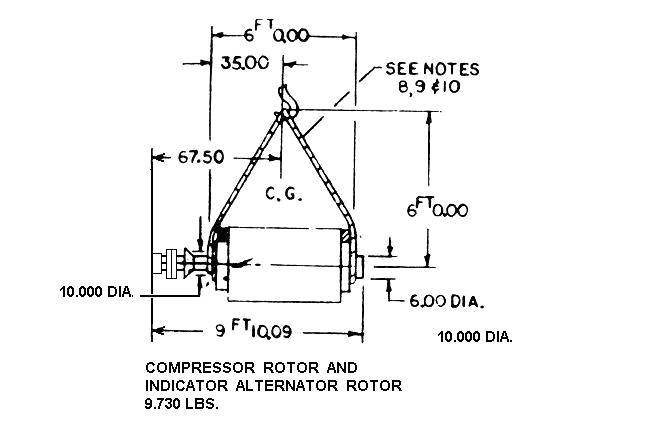 6 FT 0.00
35.00
SEE NOTES
8,9 ¢10
67.50
C.G.
6 FT 0.00
10.000 DIA.
6.00 DIA.
9 FT 10.09
10.000 DIA.
COMPRESSOR ROTOR AND
INDICATOR ALTERNATOR ROTOR
9.730 LBS.